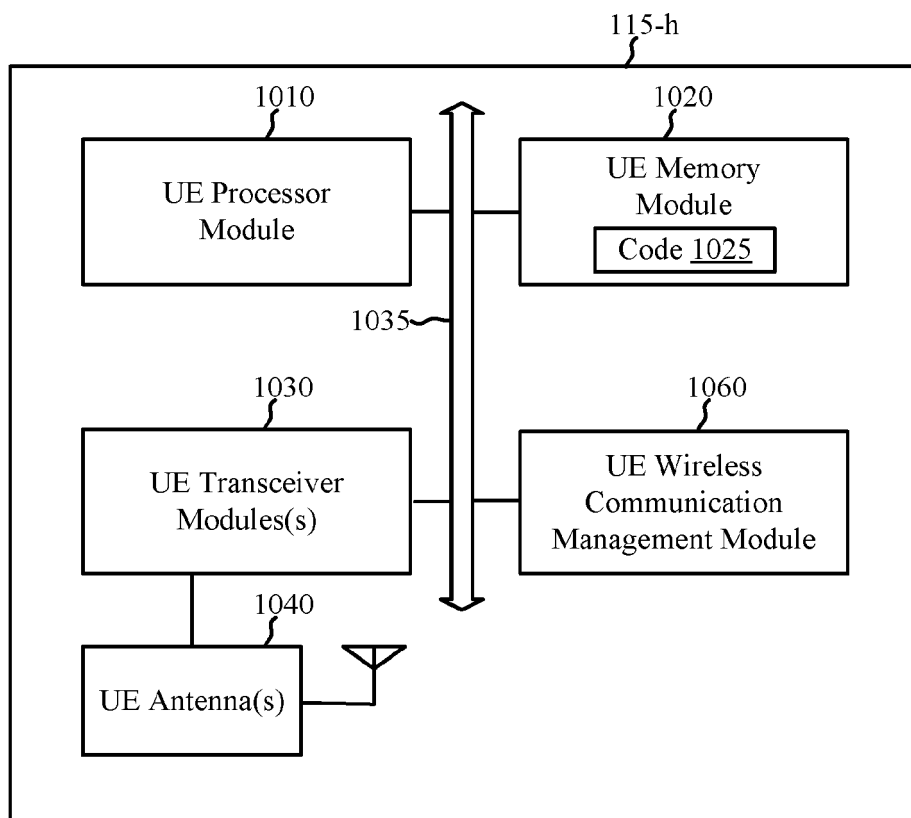 115-h
1010
1020
UE Processor
Module
UE Memory
Module
Code 1025
1035
1030
1060
UE Transceiver
Modules(s)
UE Wireless
Communication
Management Module
1040
UE Antenna(s)